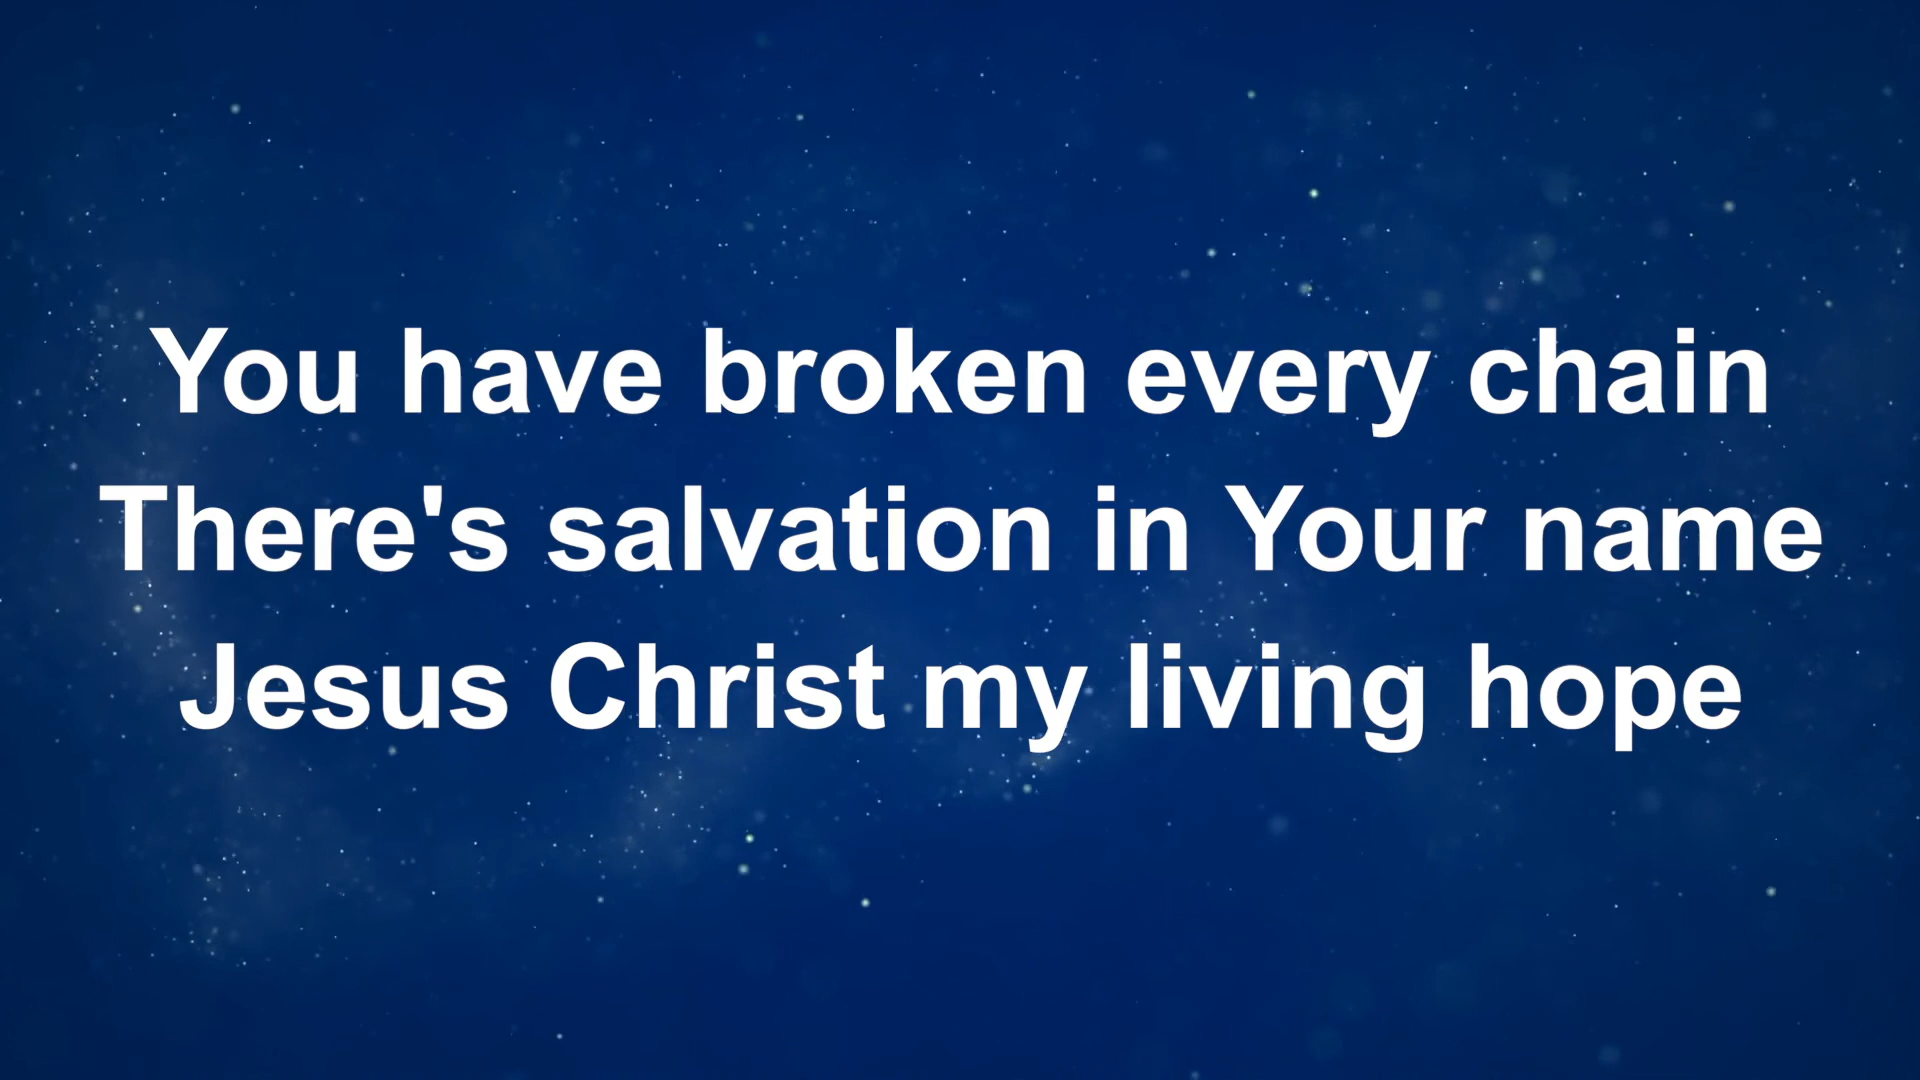 You have broken every chain
There's salvation in Your name
Jesus Christ my living hope